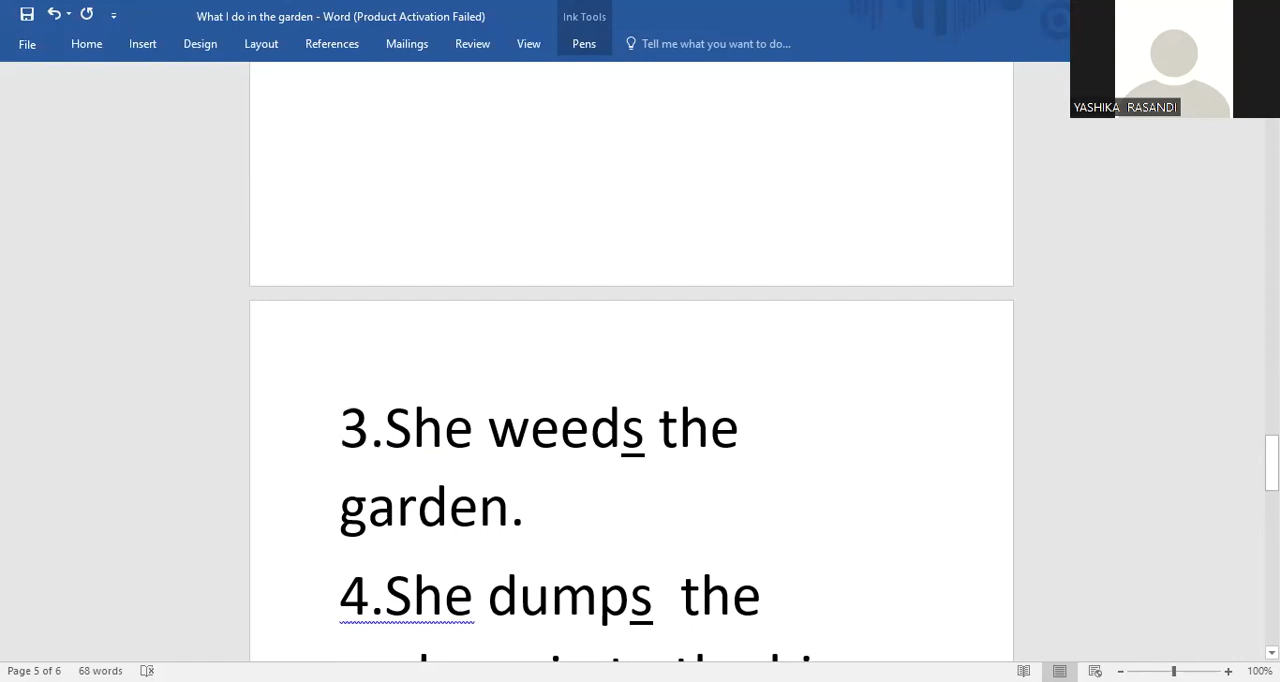 What I do in the garden - Word (Product Activation Failed)
Ink Tools
File Home Insert Design Layout References Mailings Review View Pens Tell me what you want to do...
YASHIKA RASANDI
3.She weeds the
garden.
4.She dumps the
Page 5 of 6 68 words
100%